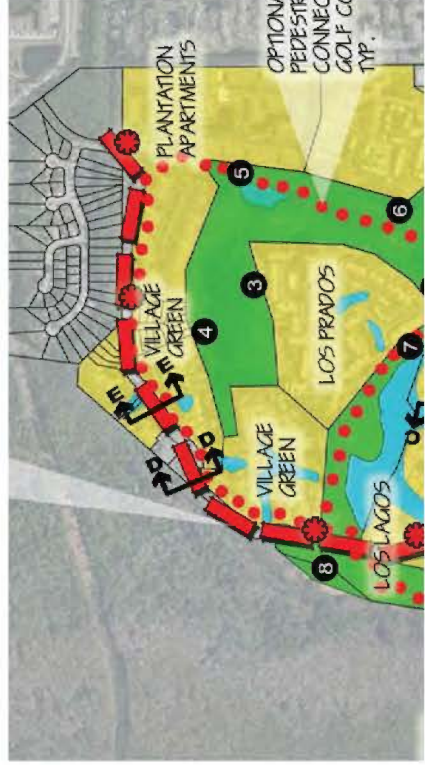 PLANTATION
APARTMENTS
PEDESTR
CONNEC
GOLF CO
TYP.
5
6
E
E
VILLAGE
GREEN
4
3
LOS PRADOS
D
D
VILLAGE
GREEN
7
D
8
LOS LAGOS